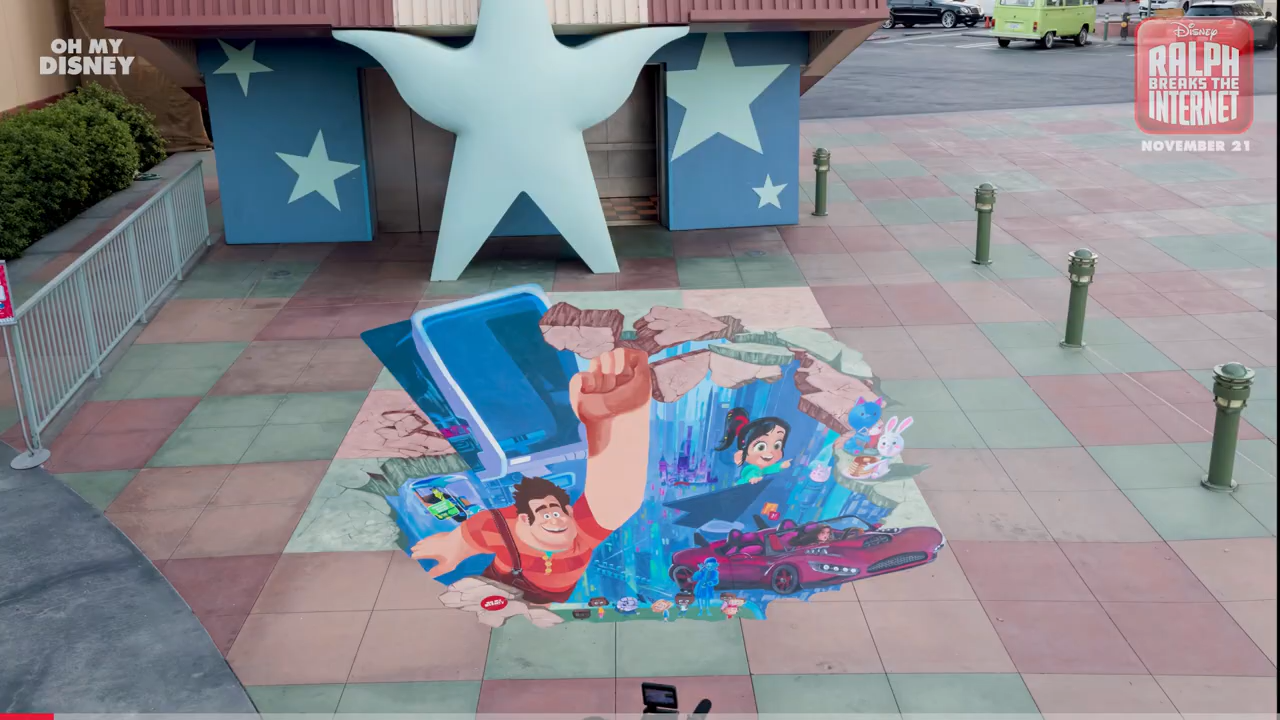 OH MY
DISNEY
Disney
RALPH
BREAKS THE
INTERNET
NOVEMBER 21